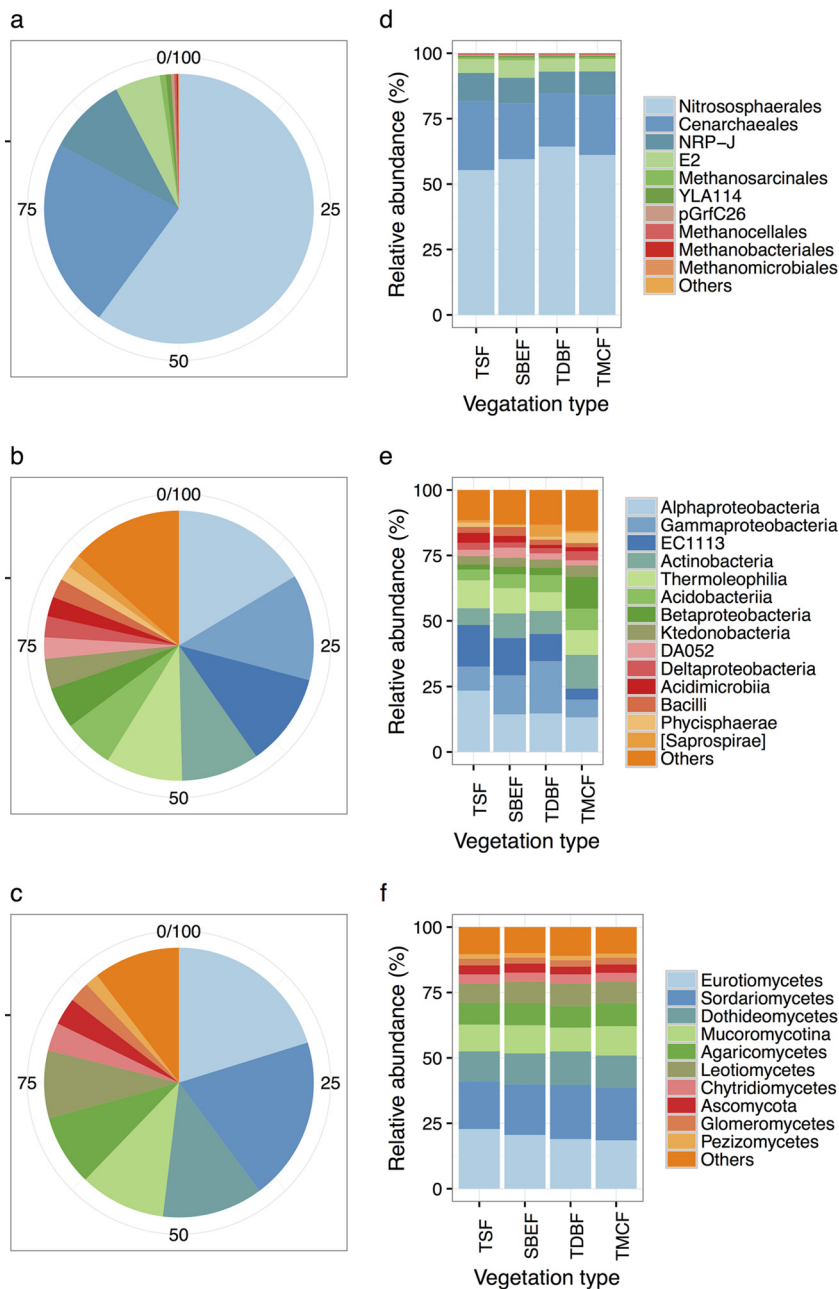 a
0/100
25
50
75
d
Relative abundance (%)
100
75
50
25
0
TSF
SBEF
TDBF
TMCF
Vegatation type
Nitrososphaerales
Cenarchaeales
NRP-J
E2
Methanosarcinales
YLA114
pGrfC26
Methanocellales
Methanobacteriales
Methanomicrobiales
Others
b
0/100
25
50
75
e
Relative abundance (%)
100
75
50
25
0
TSF
SBEF
TDBF
TMCF
Vegetation type
Alphaproteobacteria
Gammaproteobacteria
EC1113
Actinobacteria
Thermoleophilia
Acidobacteriia
Betaproteobacteria
Ktedonobacteria
DA052
Deltaproteobacteria
Acidimicrobiia
Bacilli
Phycisphaerae
[Saprospirae]
Others
c
0/100
25
50
75
f
Relative abundance (%)
100
75
50
25
0
TSF
SBEF
TDBF
TMCF
Vegetation type
Eurotiomycetes
Sordariomycetes
Dothideomycetes
Mucoromycotina
Agaricomycetes
Leotiomycetes
Chytridiomycetes
Ascomycota
Glomeromycetes
Pezizomycetes
Others